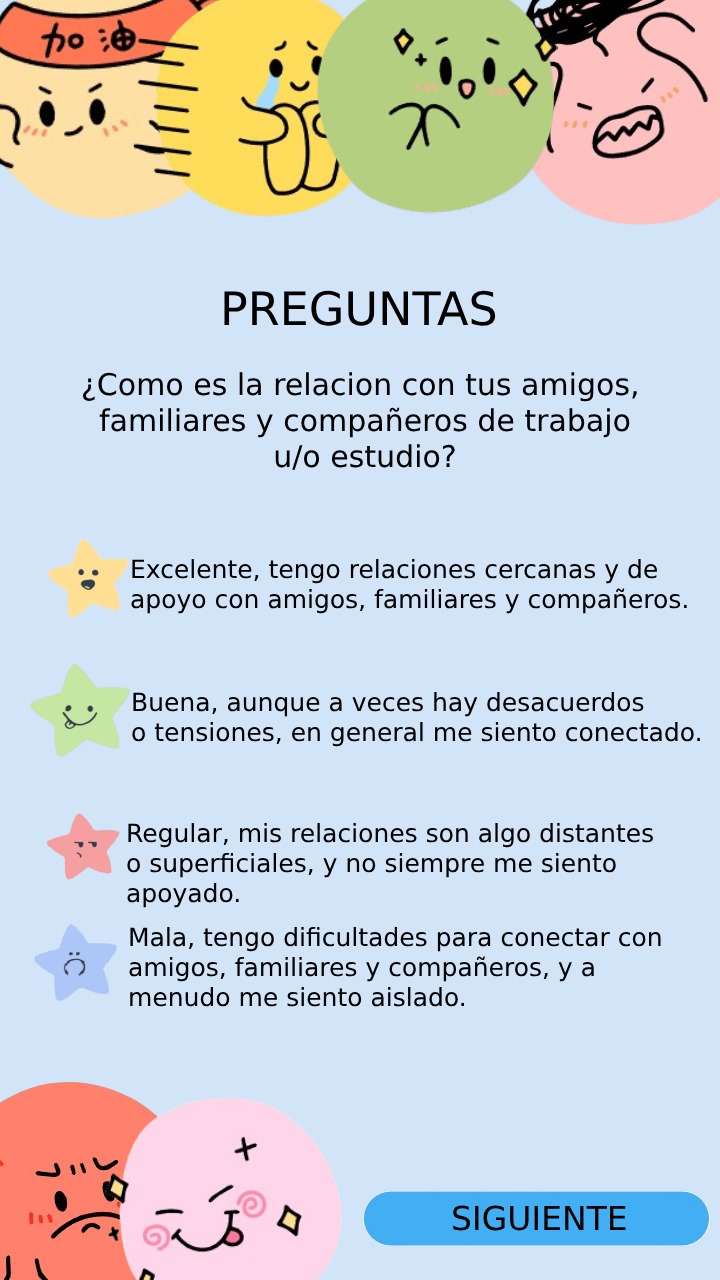 加油
PREGUNTAS
¿Como es la relacion con tus amigos,
familiares y compañeros de trabajo
u/o estudio?
Excelente, tengo relaciones cercanas y de
apoyo con amigos, familiares y compañeros.
Buena, aunque a veces hay desacuerdos
o tensiones, en general me siento conectado.
Regular, mis relaciones son algo distantes
o superficiales, y no siempre me siento
apoyado.
Mala, tengo dificultades para conectar con
amigos, familiares y compañeros, y a
menudo me siento aislado.
SIGUIENTE